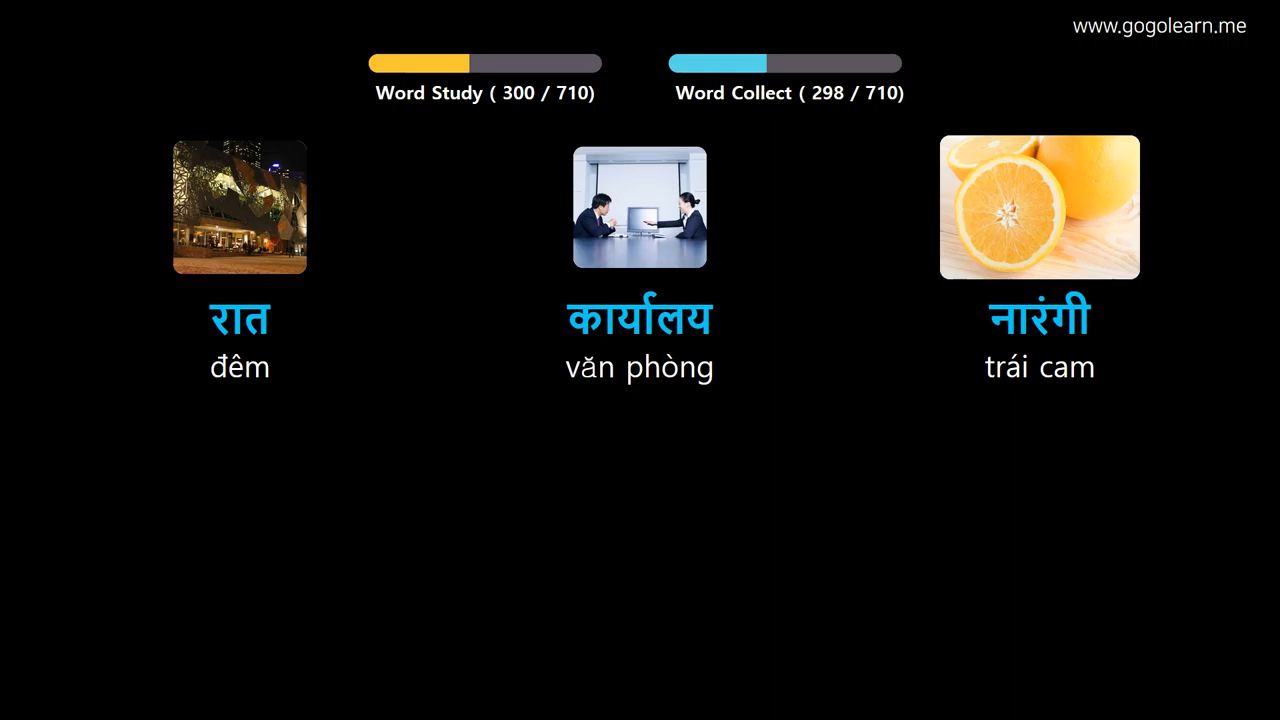 www.gogolearn.me
Word Study ( 300 / 710)
Word Collect ( 298 / 710)
रात
कार्यालय
नारंगी
đêm
văn phòng
trái cam